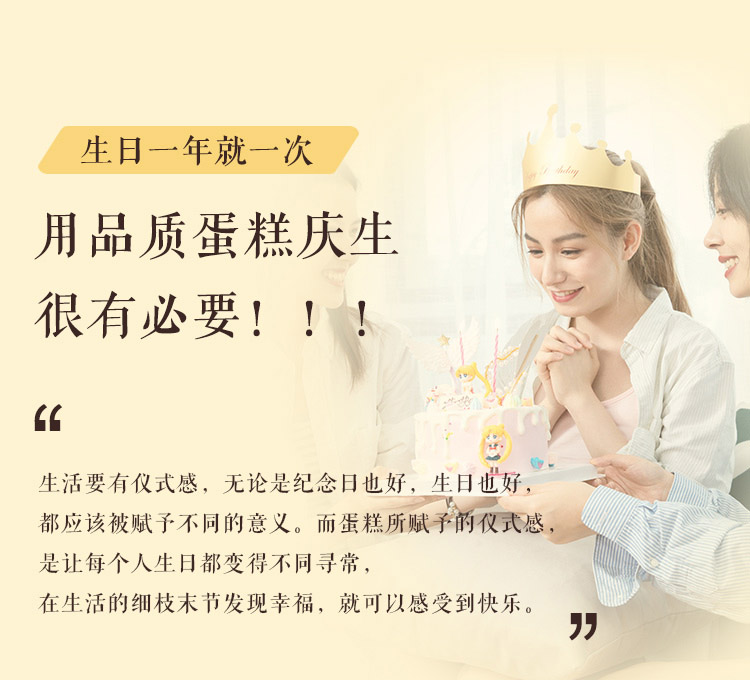 生日一年就一次
用品质蛋糕庆生
很有必要！！！
“
生活要有仪式感，无论是纪念日也好，生日也好，
都应该被赋予不同的意义。而蛋糕所赋予的仪式感，
是让每个人生日都变得不同寻常，
在生活的细枝末节发现幸福，就可以感受到快乐。
”